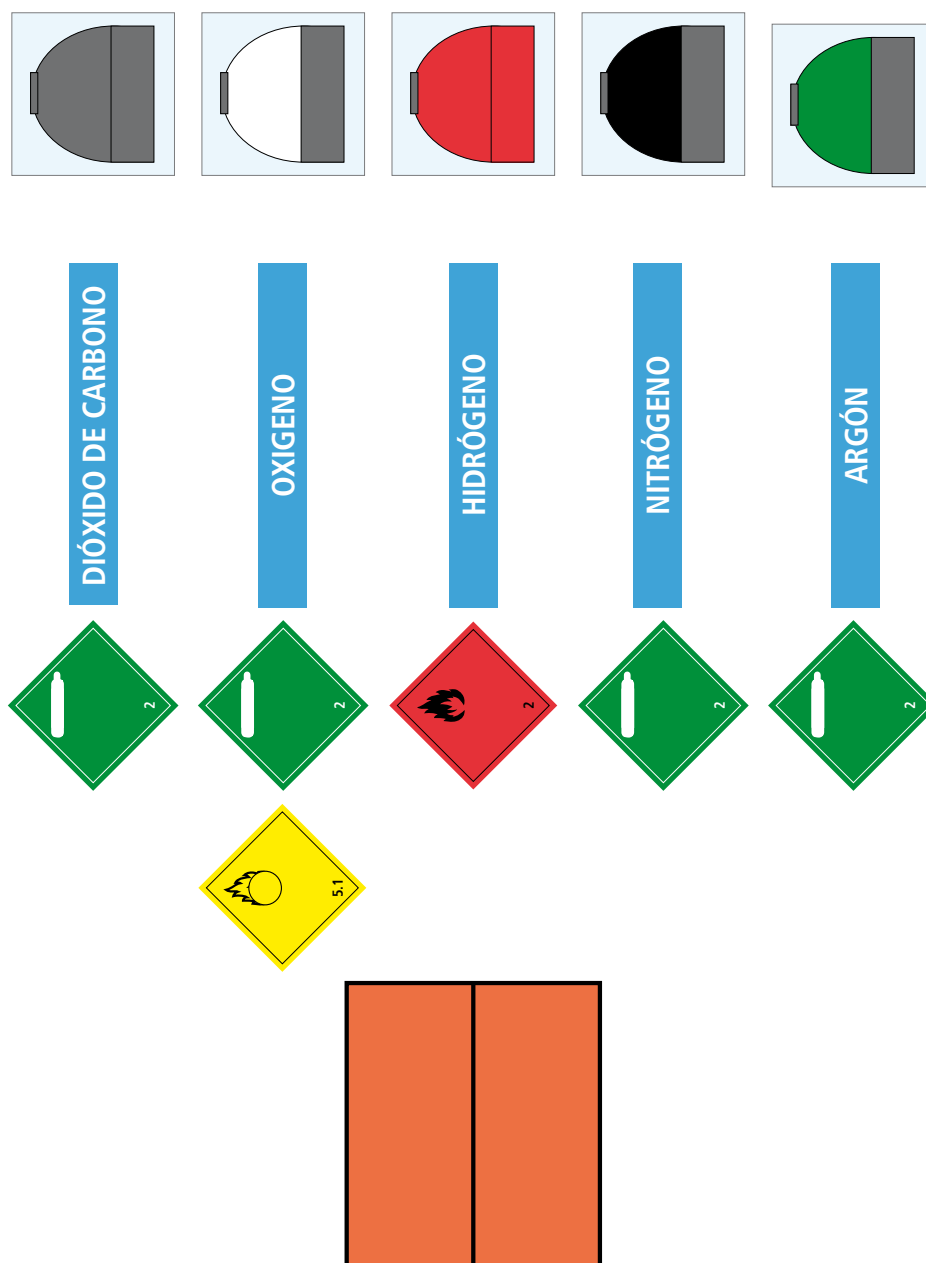 DIÓXIDO DE CARBONO
2
OXIGENO
2
5.1
HIDRÓGENO
2
NITRÓGENO
2
ARGÓN
2